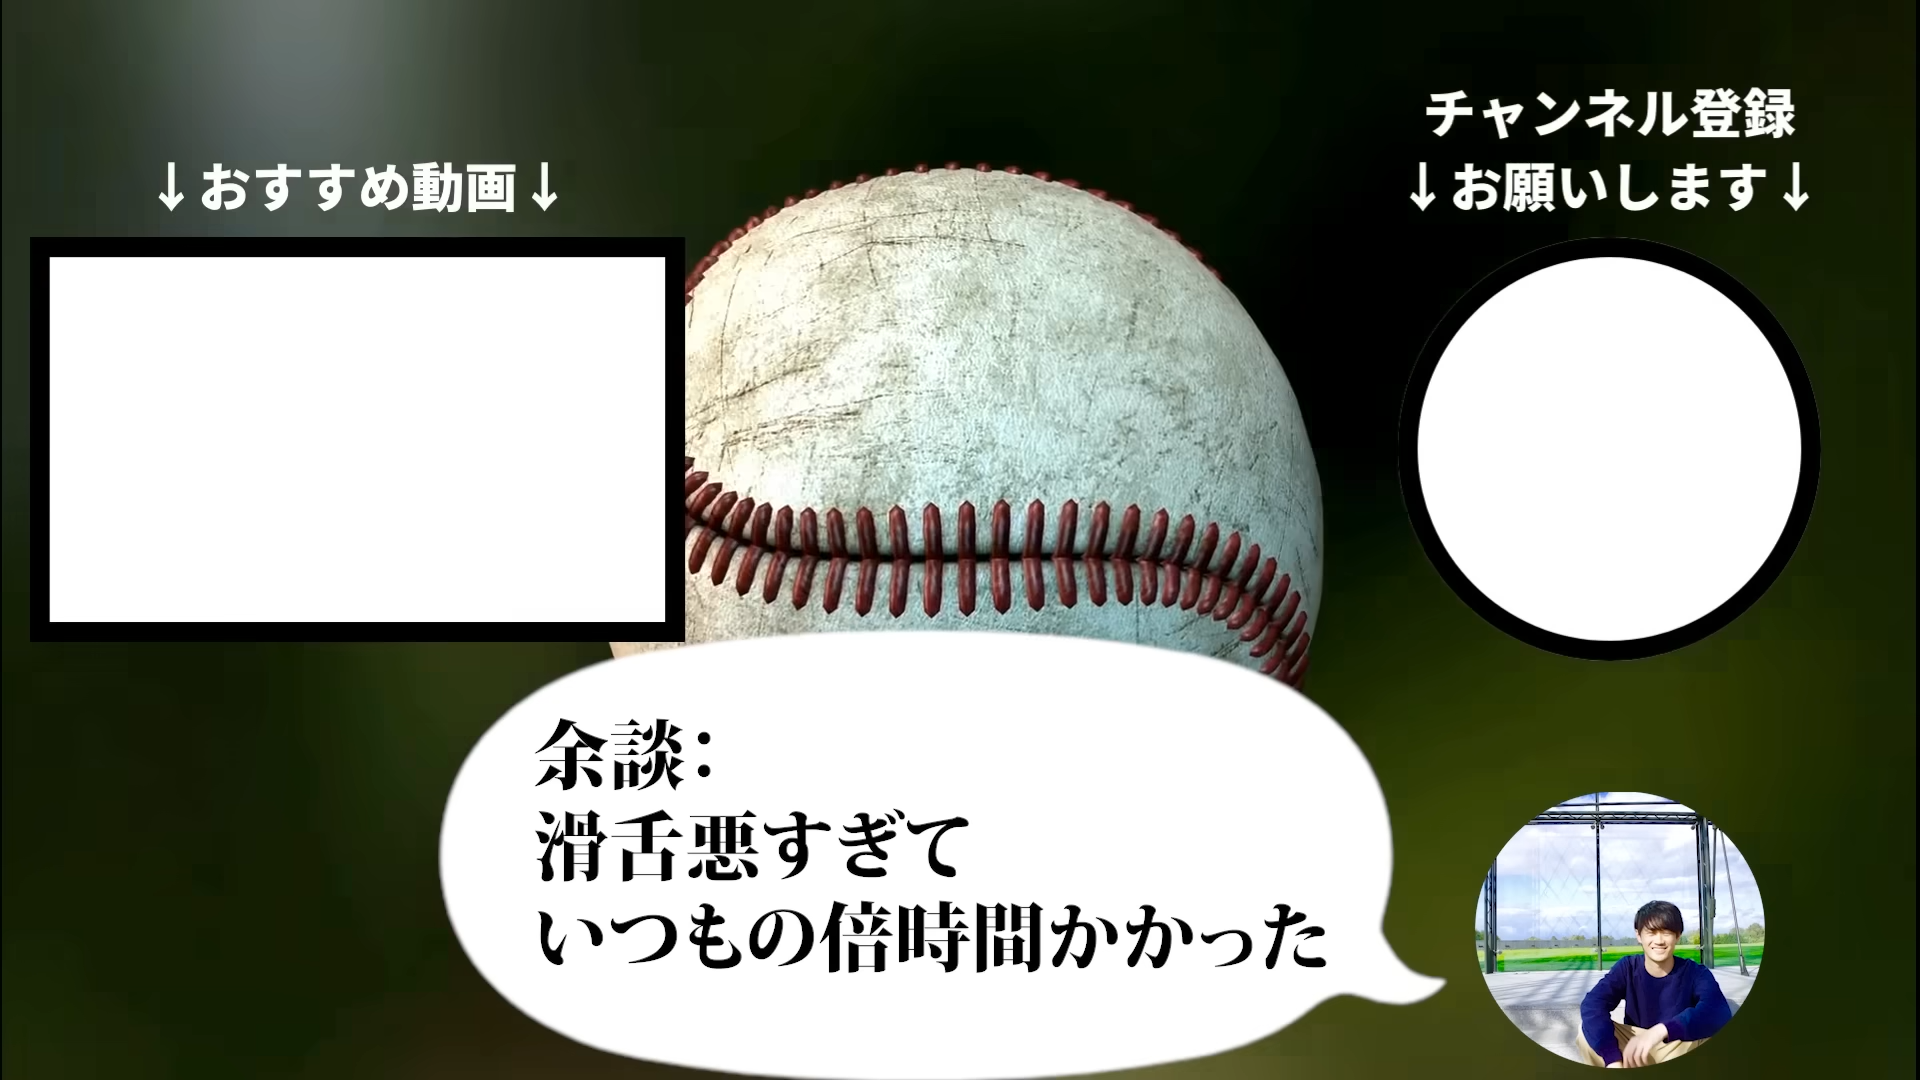 ↓おすすめ動画↓
チャンネル登録
↓お願いします↓
余談：
滑舌悪すぎて
いつもの倍時間かかった